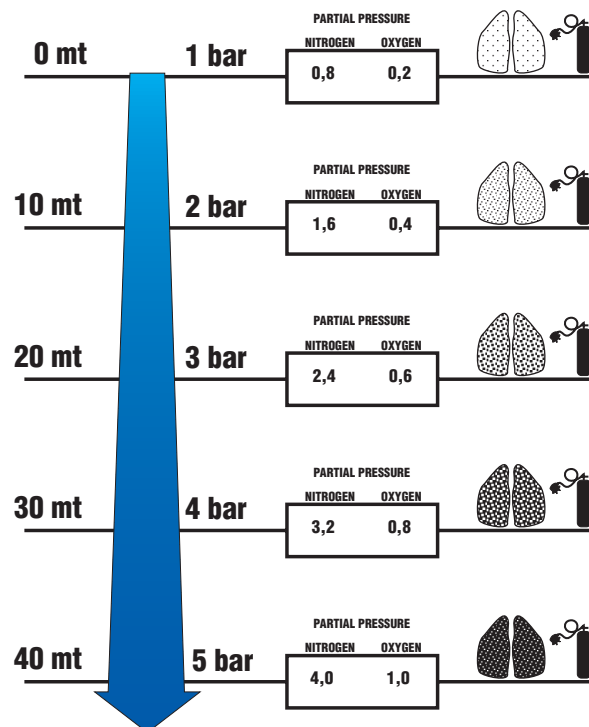 PARTIAL PRESSURE
0 mt 1 bar NITROGEN OXYGEN
0,8 0,2
PARTIAL PRESSURE
10 mt 2 bar NITROGEN OXYGEN
1,6 0,4
PARTIAL PRESSURE
20 mt 3 bar NITROGEN OXYGEN
2,4 0,6
PARTIAL PRESSURE
30 mt 4 bar NITROGEN OXYGEN
3,2 0,8
PARTIAL PRESSURE
40 mt 5 bar NITROGEN OXYGEN
4,0 1,0